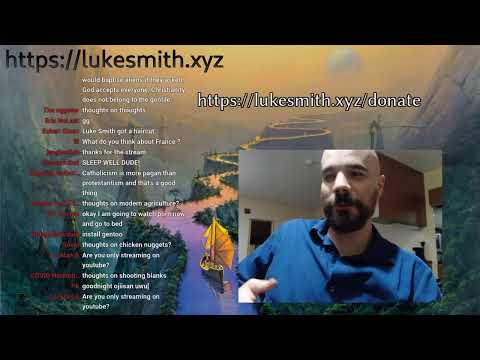 https://lukesmith.xyz
https://lukesmith.xyz/donate
would baptise aliens if they asked.
God accepts everyone, Christianity
does not belong to the gentile.
thoughts on thoughts
gg
Luke Smith got a haircut
What do you think about France ?
thanks for the stream
SLEEP WELL DUDE!
Catholicism is more pagan than
protestantism and thats a good
thing
thoughts on modern agriculture?
okay I am going to watch porn now
and go to bed
install gentoo
thoughts on chicken nuggets?
Are you only streaming on
youtube?
thoughts on shooting blanks
goodnight ojiisan uwu
Are you only streaming on
youtube?